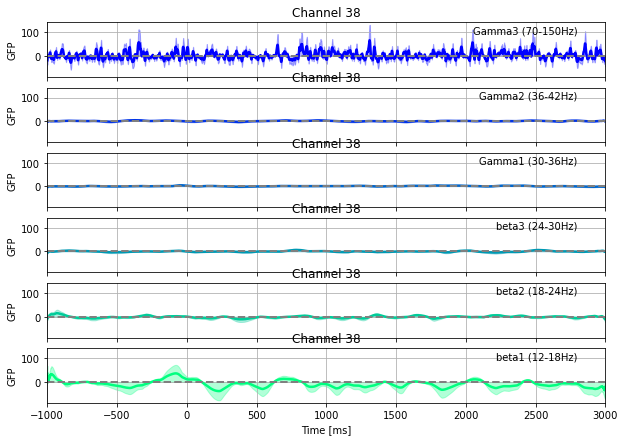 Channel 38
GFP
100
0
Gamma3 (70-150Hz)
Channel 38
GFP
100
0
Gamma2 (36-42Hz)
Channel 38
GFP
100
0
Gamma1 (30-36Hz)
Channel 38
GFP
100
0
beta3 (24-30Hz)
Channel 38
GFP
100
0
beta2 (18-24Hz)
Channel 38
GFP
100
0
beta1 (12-18Hz)
−1000 −500 0 500 1000 1500 2000 2500 3000
Time [ms]